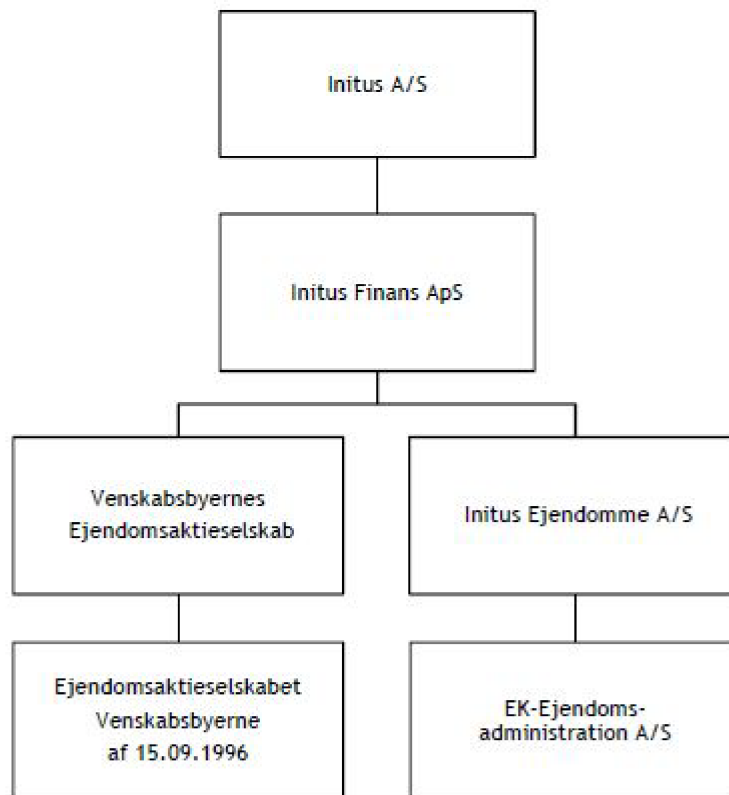 Initus A/S
Initus Finans ApS
Venskabsbyernes
Ejendomsaktieselskab
Initus Ejendomme A/S
Ejendomsaktieselskabet
Venskabsbyerne
af 15.09.1996
EK-Ejendoms-
administration A/S